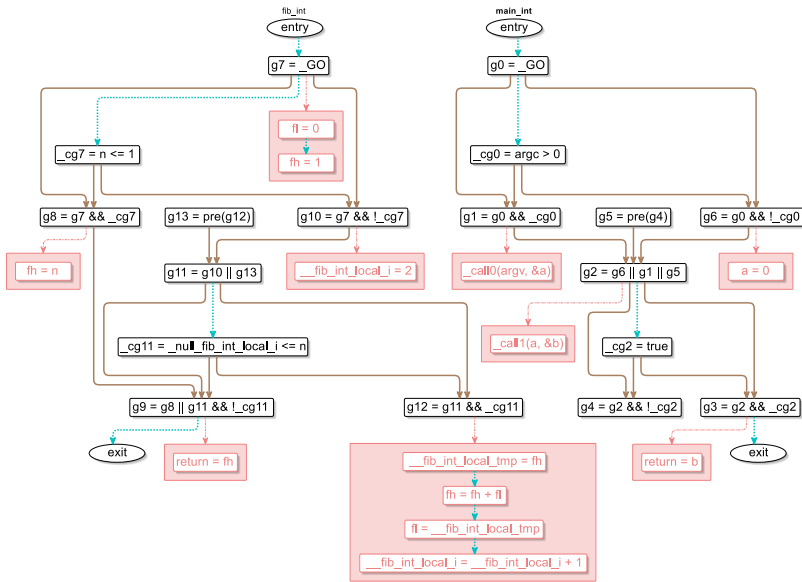 fib_int
entry
g7 = _GO
fl = 0
fh = 1
_cg7 = n <= 1
g8 = g7 && _cg7
g13 = pre(g12)
g10 = g7 && !_cg7
fh = n
__fib_int_local_i = 2
g11 = g10 || g13
_cg11 = _null_fib_int_local_i <= n
g9 = g8 || g11 && !_cg11
g12 = g11 && _cg11
exit
return = fh
__fib_int_local_tmp = fh
fh = fh + fl
fl = __fib_int_local_tmp
__fib_int_local_i = __fib_int_local_i + 1
main_int
entry
g0 = _GO
_cg0 = argc > 0
g1 = g0 && _cg0
g5 = pre(g4)
g6 = g0 && !_cg0
_call0(argv, &a)
g2 = g6 || g1 || g5
a = 0
_call1(a, &b)
_cg2 = true
g4 = g2 && !_cg2
g3 = g2 && _cg2
return = b
exit